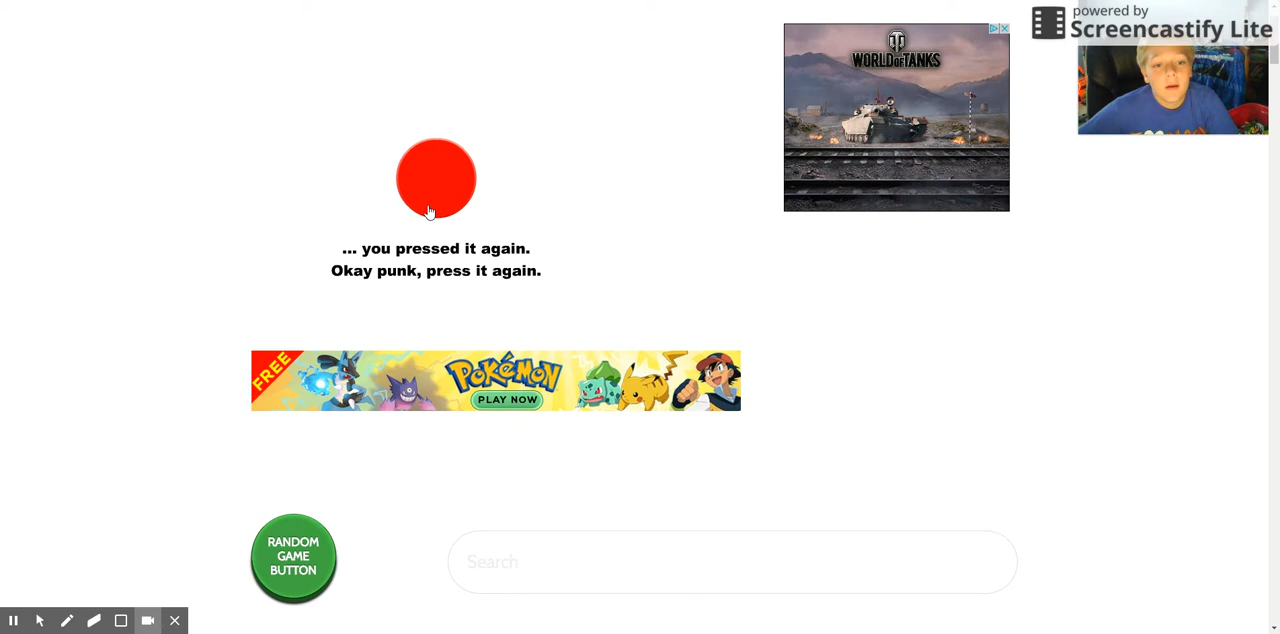 powered by
Screencastify Lite
WORLD OF TANKS
... you pressed it again.
Okay punk, press it again.
FREE
POKÉMON
PLAY NOW
RANDOM
GAME
BUTTON
Search